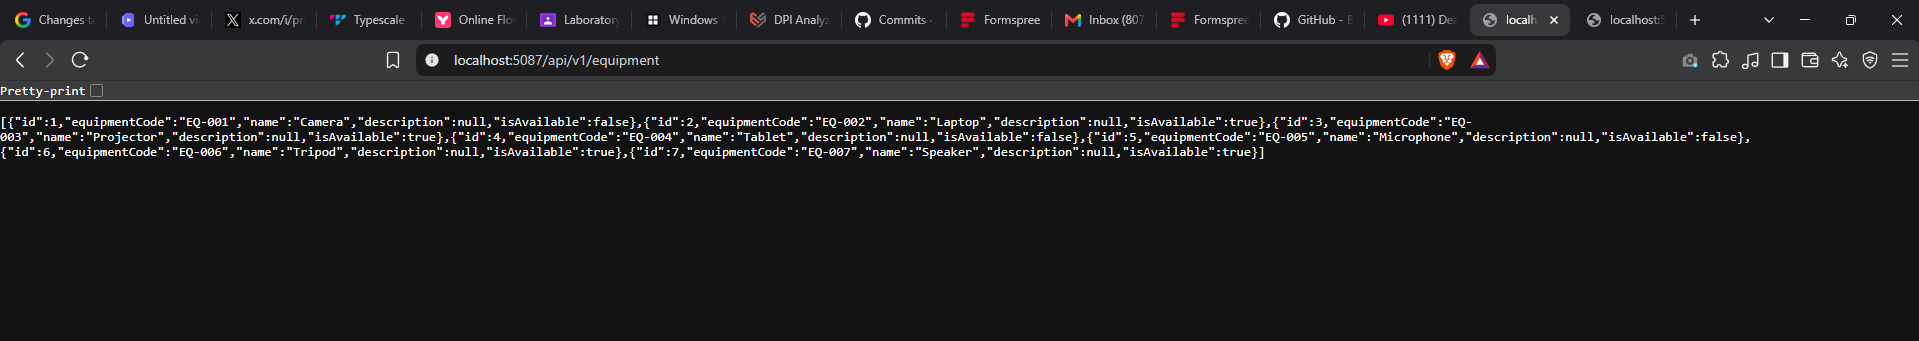 Changes t
Untitled vi
x.com/i/pr
Typescale
Online Flo
Laboratory
Windows 1
DPI Analyz
Commits ·
Formspree
Inbox (807
Formspree
GitHub - B
(1111) Dea
localh
localhost:5
localhost:5087/api/v1/equipment
Pretty-print
[{"id":1,"equipmentCode":"EQ-001","name":"Camera","description":null,"isAvailable":false},{"id":2,"equipmentCode":"EQ-002","name":"Laptop","description":null,"isAvailable":true},{"id":3,"equipmentCode":"EQ-
003","name":"Projector","description":null,"isAvailable":true},{"id":4,"equipmentCode":"EQ-004","name":"Tablet","description":null,"isAvailable":false},{"id":5,"equipmentCode":"EQ-005","name":"Microphone","description":null,"isAvailable":false},
{"id":6,"equipmentCode":"EQ-006","name":"Tripod","description":null,"isAvailable":true},{"id":7,"equipmentCode":"EQ-007","name":"Speaker","description":null,"isAvailable":true}]